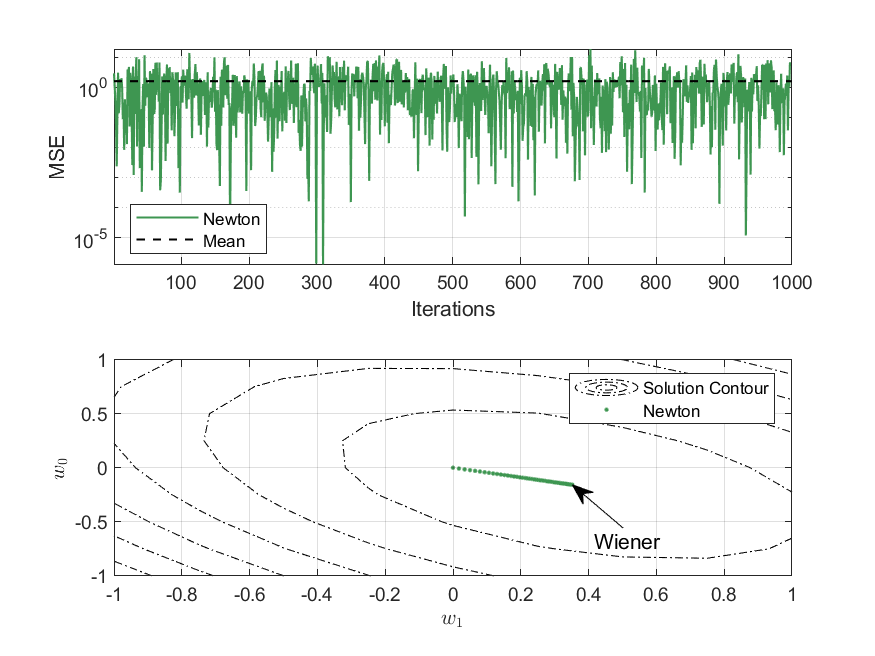 10^0
10^-5
MSE
Newton
Mean
100 200 300 400 500 600 700 800 900 1000
Iterations
1
0.5
0
-0.5
-1
w_0
Solution Contour
Newton
Wiener
-1 -0.8 -0.6 -0.4 -0.2 0 0.2 0.4 0.6 0.8 1
w_1